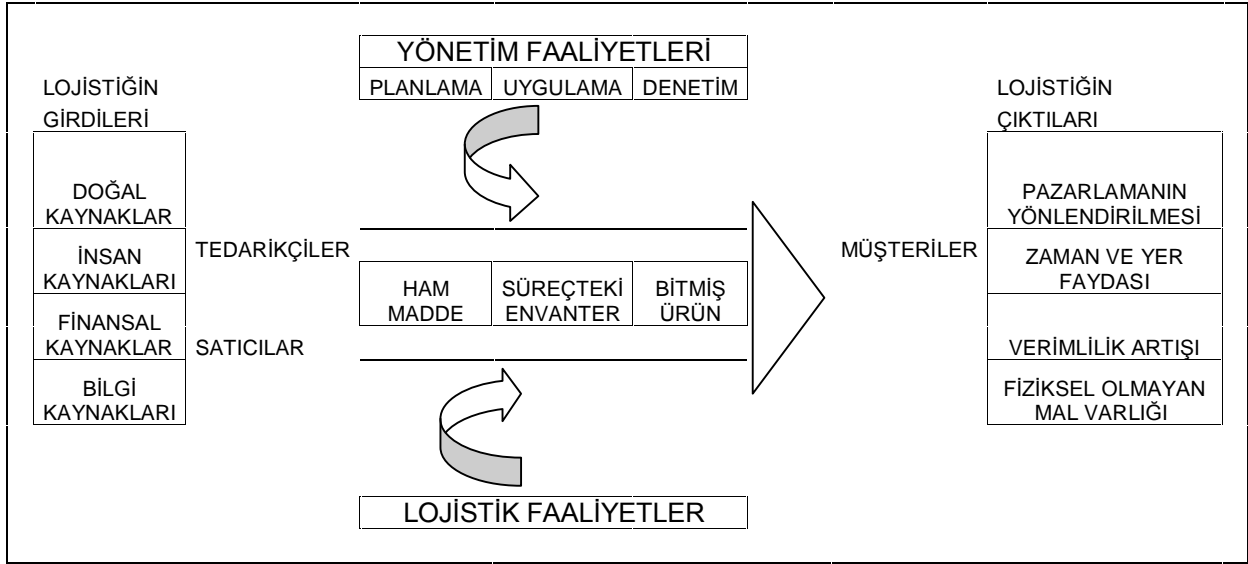 YÖNETİM FAALİYETLERİ
PLANLAMA UYGULAMA DENETİM
LOJİSTİĞİN
GİRDİLERİ
DOĞAL
KAYNAKLAR
İNSAN
KAYNAKLARI
FİNANSAL
KAYNAKLAR
BİLGİ
KAYNAKLARI
TEDARİKÇİLER
SATICILAR
HAM
MADDE
SÜREÇTEKİ
ENVANTER
BİTMİŞ
ÜRÜN
MÜŞTERİLER
LOJİSTİĞİN
ÇIKTILARI
PAZARLAMANIN
YÖNLENDİRİLMESİ
ZAMAN VE YER
FAYDASI
VERİMLİLİK ARTIŞI
FİZİKSEL OLMAYAN
MAL VARLIĞI
LOJİSTİK FAALİYETLER